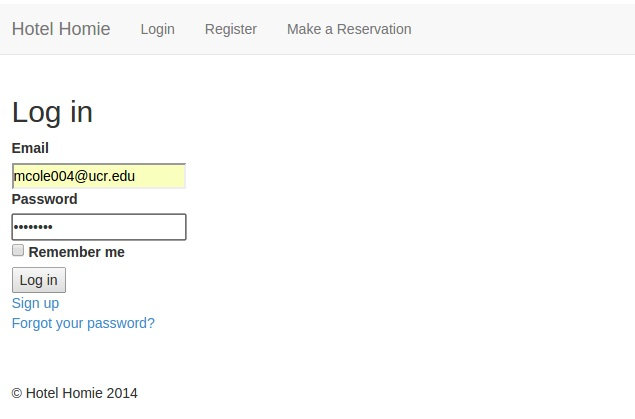 Hotel Homie Login Register Make a Reservation
Log in
Email
mcole004@ucr.edu
Password
••••••••
Remember me
Log in
Sign up
Forgot your password?
© Hotel Homie 2014